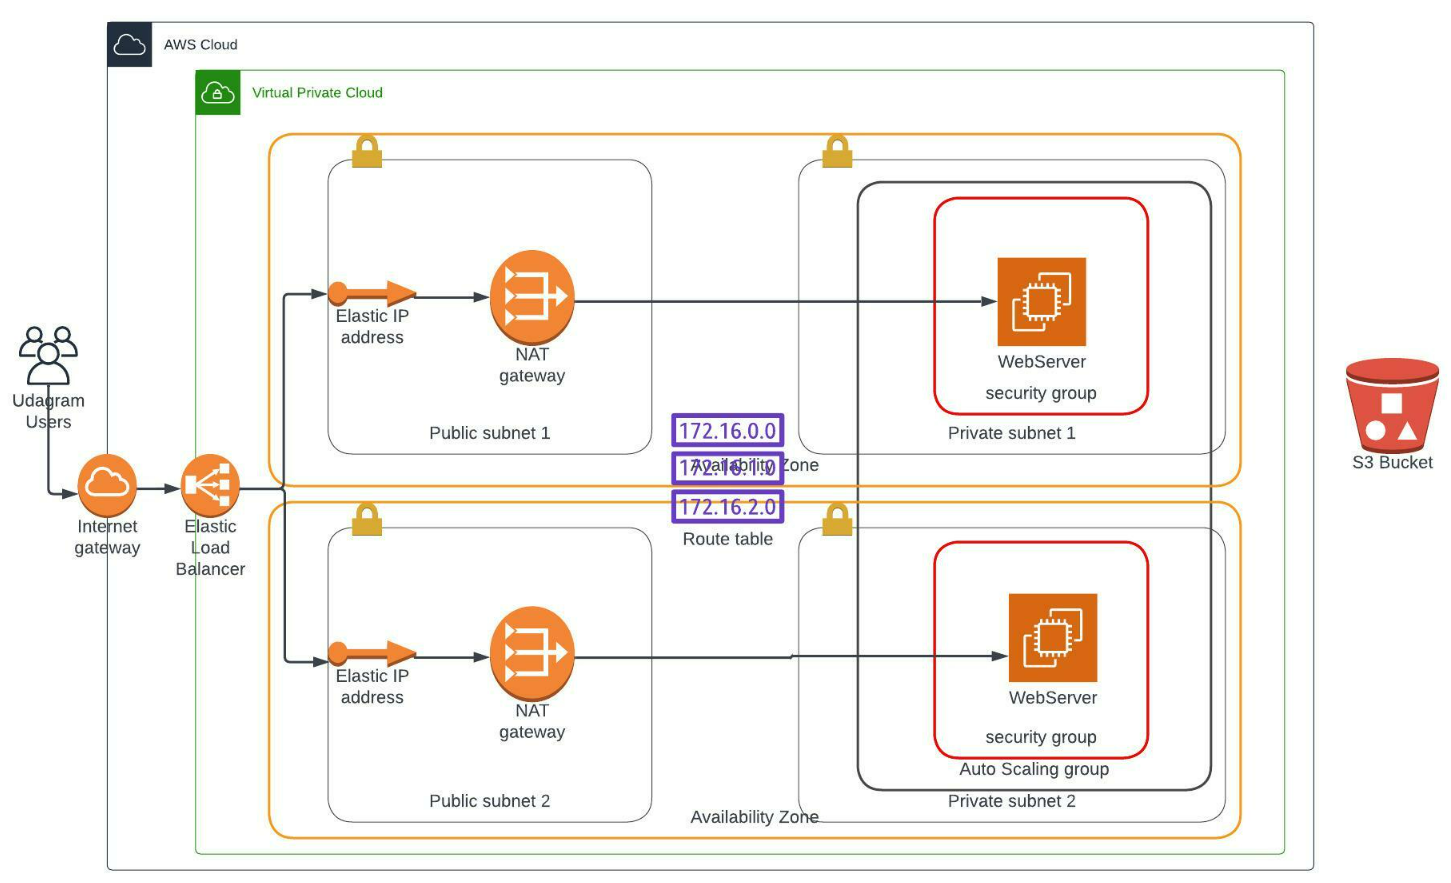 AWS Cloud
Virtual Private Cloud
Elastic IP
address
NAT
gateway
WebServer
security group
Public subnet 1
Private subnet 1
172.16.0.0
Availability Zone
172.16.1.0
172.16.2.0
Route table
Udagram
Users
Internet
gateway
Elastic
Load
Balancer
S3 Bucket
Elastic IP
address
NAT
gateway
WebServer
security group
Auto Scaling group
Public subnet 2
Private subnet 2
Availability Zone